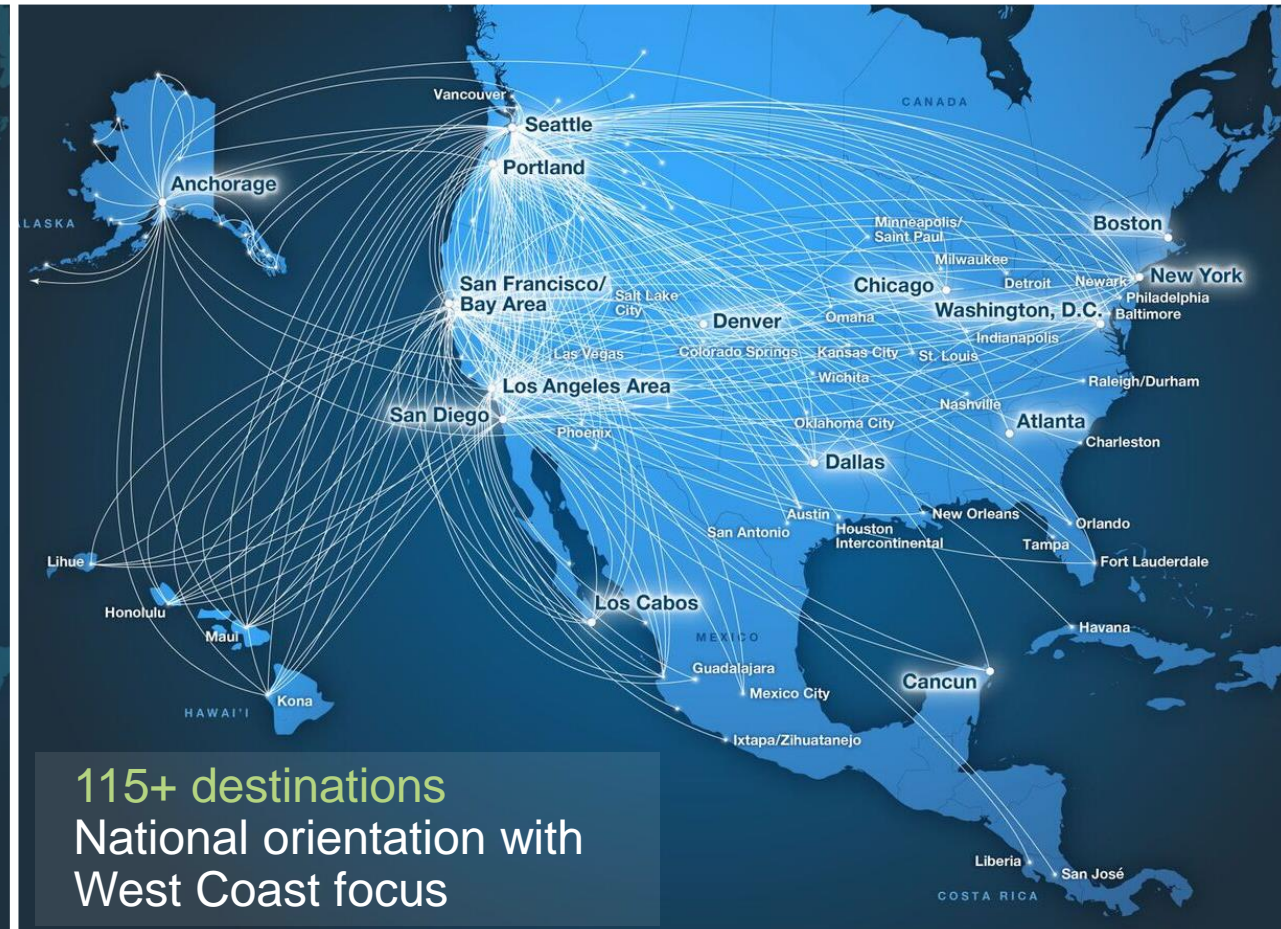 Vancouver
Seattle
CANADA
Portland
Anchorage
LASKA
Minneapolis/
Saint Paul
Boston
Milwaukee
San Francisco/
Bay Area
Salt Lake
City
Chicago
Detroit
Newark
New York
Philadelphia
Washington, D.C.
Baltimore
Denver
Omaha
Indianapolis
Las Vegas
Colorado Springs
Kansas City
St. Louis
Los Angeles Area
Wichita
Raleigh/Durham
San Diego
Nashville
Phoenix
Oklahoma City
Atlanta
Charleston
Dallas
Austin
New Orleans
San Antonio
Houston
Intercontinental
Orlando
Tampa
Fort Lauderdale
Lihue
Honolulu
Maui
Los Cabos
Havana
MEXICO
Guadalajara
Cancun
Mexico City
Kona
HAWAI'I
Ixtapa/Zihuatanejo
115+ destinations
National orientation with
West Coast focus
Liberia
San José
COSTA RICA